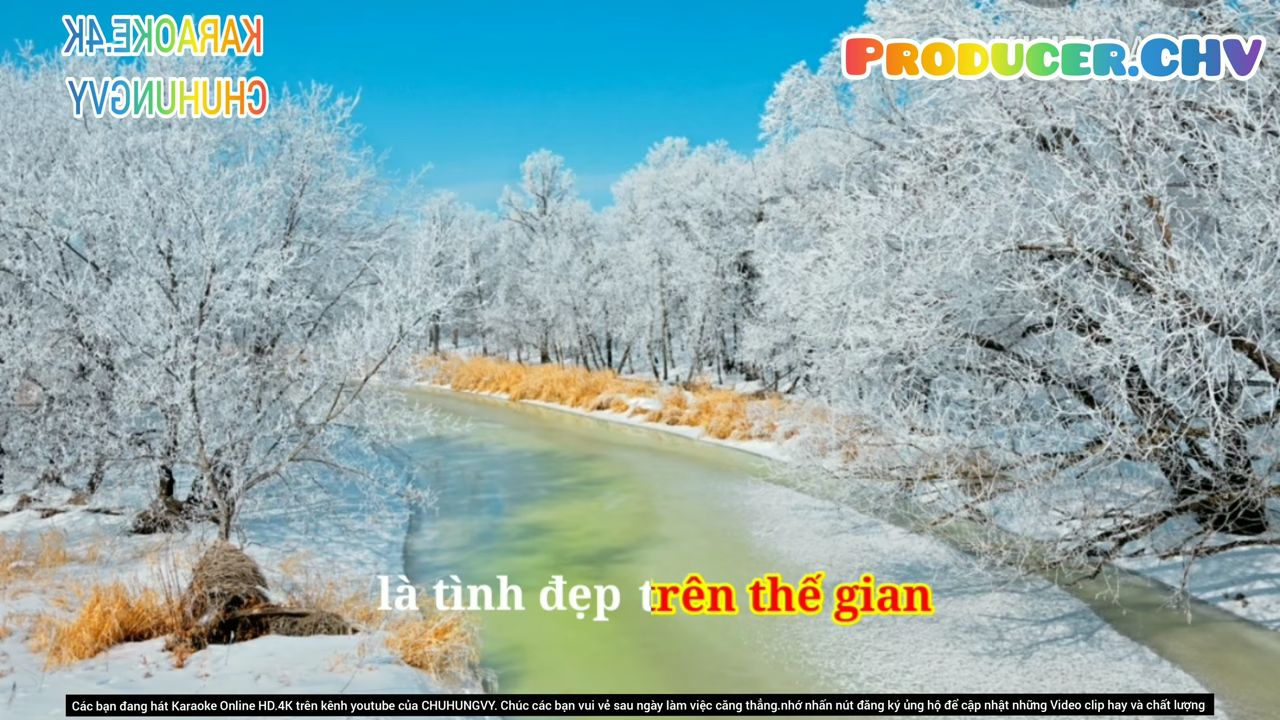 KARAOKE.4K
PRODUCER.CHV
CHUHUNGVY
là tình đẹp trên thế gian
Các bạn đang hát Karaoke Online HD.4K trên kênh youtube của CHUHUNGVY. Chúc các bạn vui vẻ sau ngày làm việc căng thẳng.nhớ nhấn nút đăng ký ủng hộ để cập nhật những Video clip hay và chất lượng